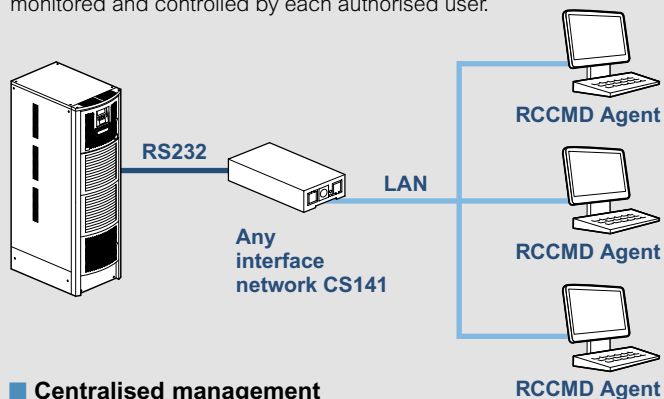 monitored and controlled by each authorised user.
RCCMD Agent
RS232
LAN
RCCMD Agent
Any
interface
network CS141
RCCMD Agent
Centralised management